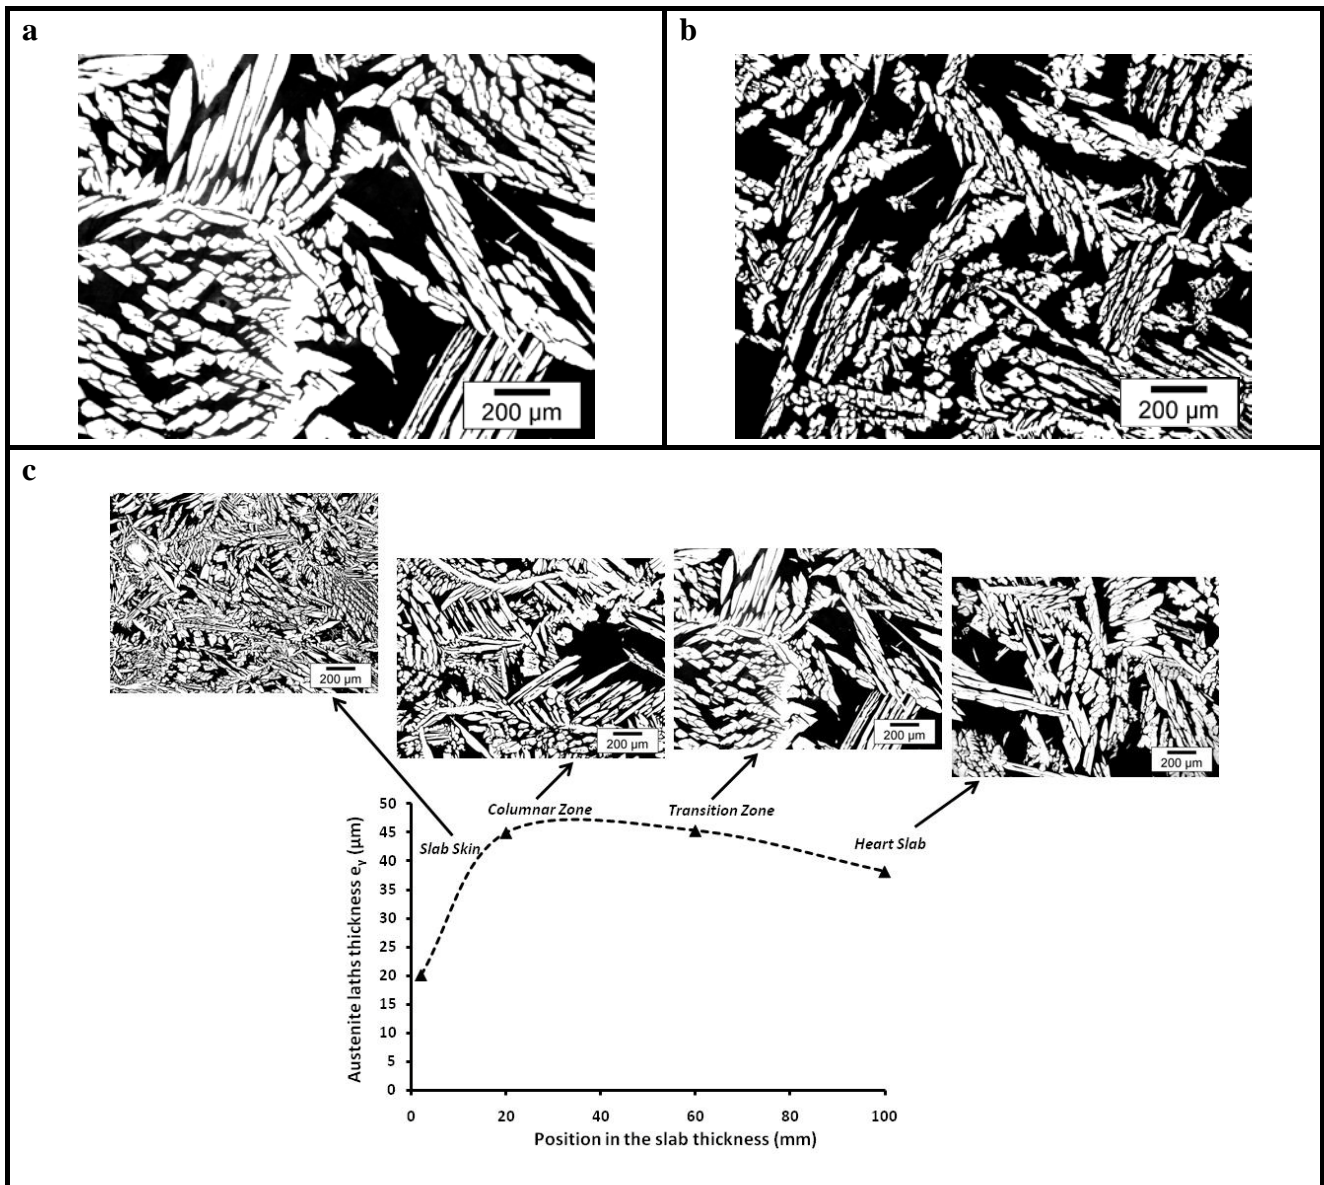 a
b
200 µm
200 µm
c
200 µm
200 µm
200 µm
200 µm
Columnar Zone
Transition Zone
Slab Skin
Heart Slab
Austenite laths thickness eγ (µm)
50
45
40
35
30
25
20
15
10
5
0
0 20 40 60 80 100
Position in the slab thickness (mm)